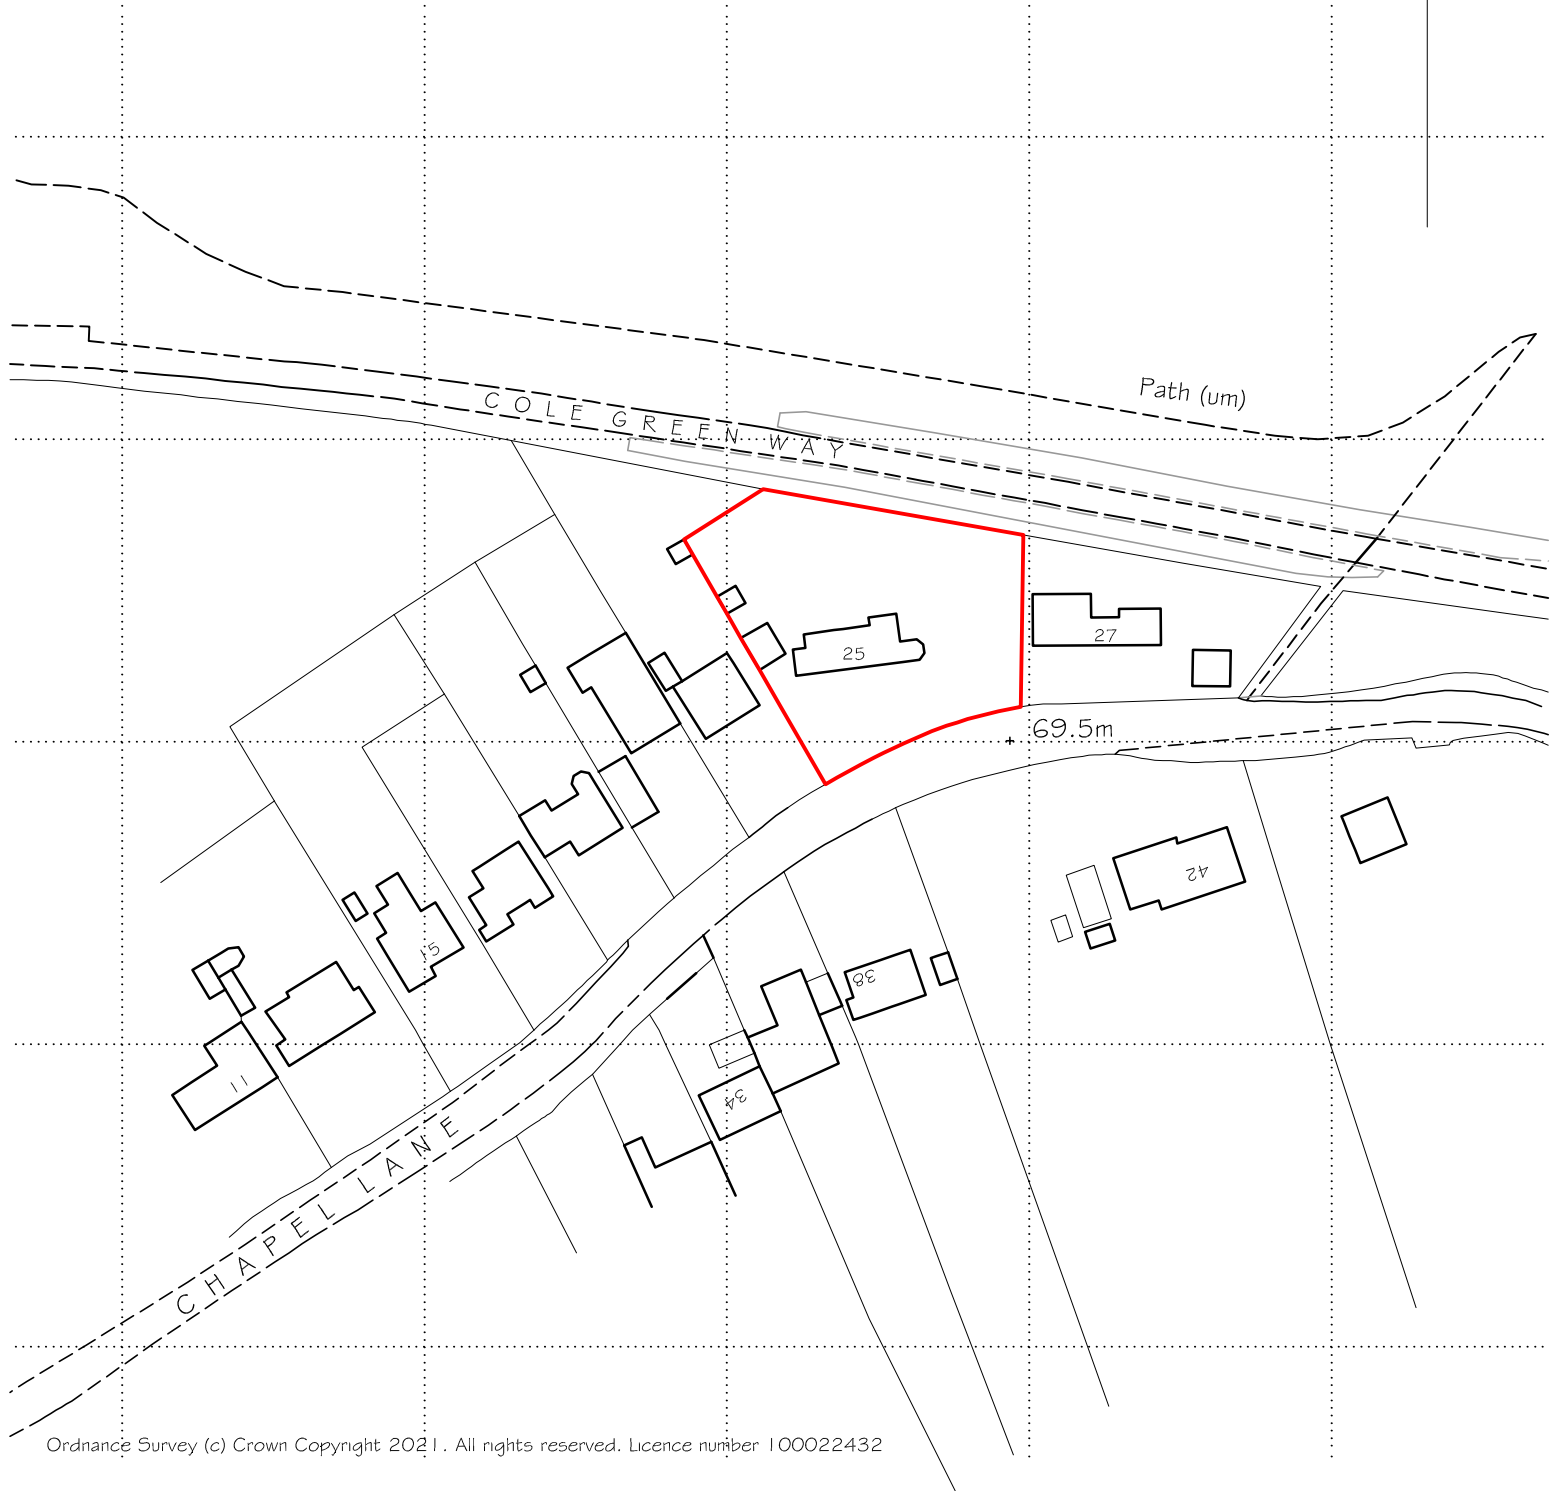 Path (um)
COLE GREEN WAY
27
25
69.5m
42
15
38
11
34
CHAPEL LANE
Ordnance Survey (c) Crown Copyright 2021. All rights reserved. Licence number 100022432